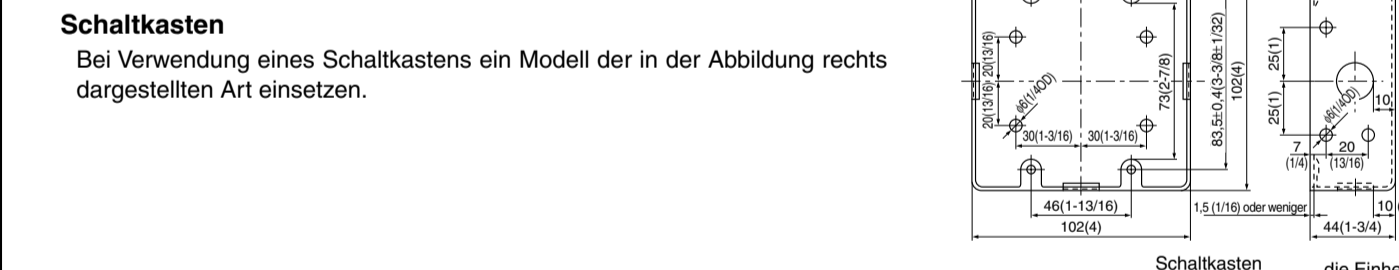 Schaltkasten
Bei Verwendung eines Schaltkastens ein Modell der in der Abbildung rechts
dargestellten Art einsetzen.
20(13/16)
20(13/16)
ϕ6(1/4OD)
30(1-3/16)
30(1-3/16)
73(2-7/8)
83,5±0,4(3-3/8±1/32)
102(4)
46(1-13/16)
102(4)
25(1)
25(1)
ϕ6(1/4OD)
10
7
(1/4)
20
(13/16)
1,5 (1/16) oder weniger
10
44(1-3/4)
Schaltkasten